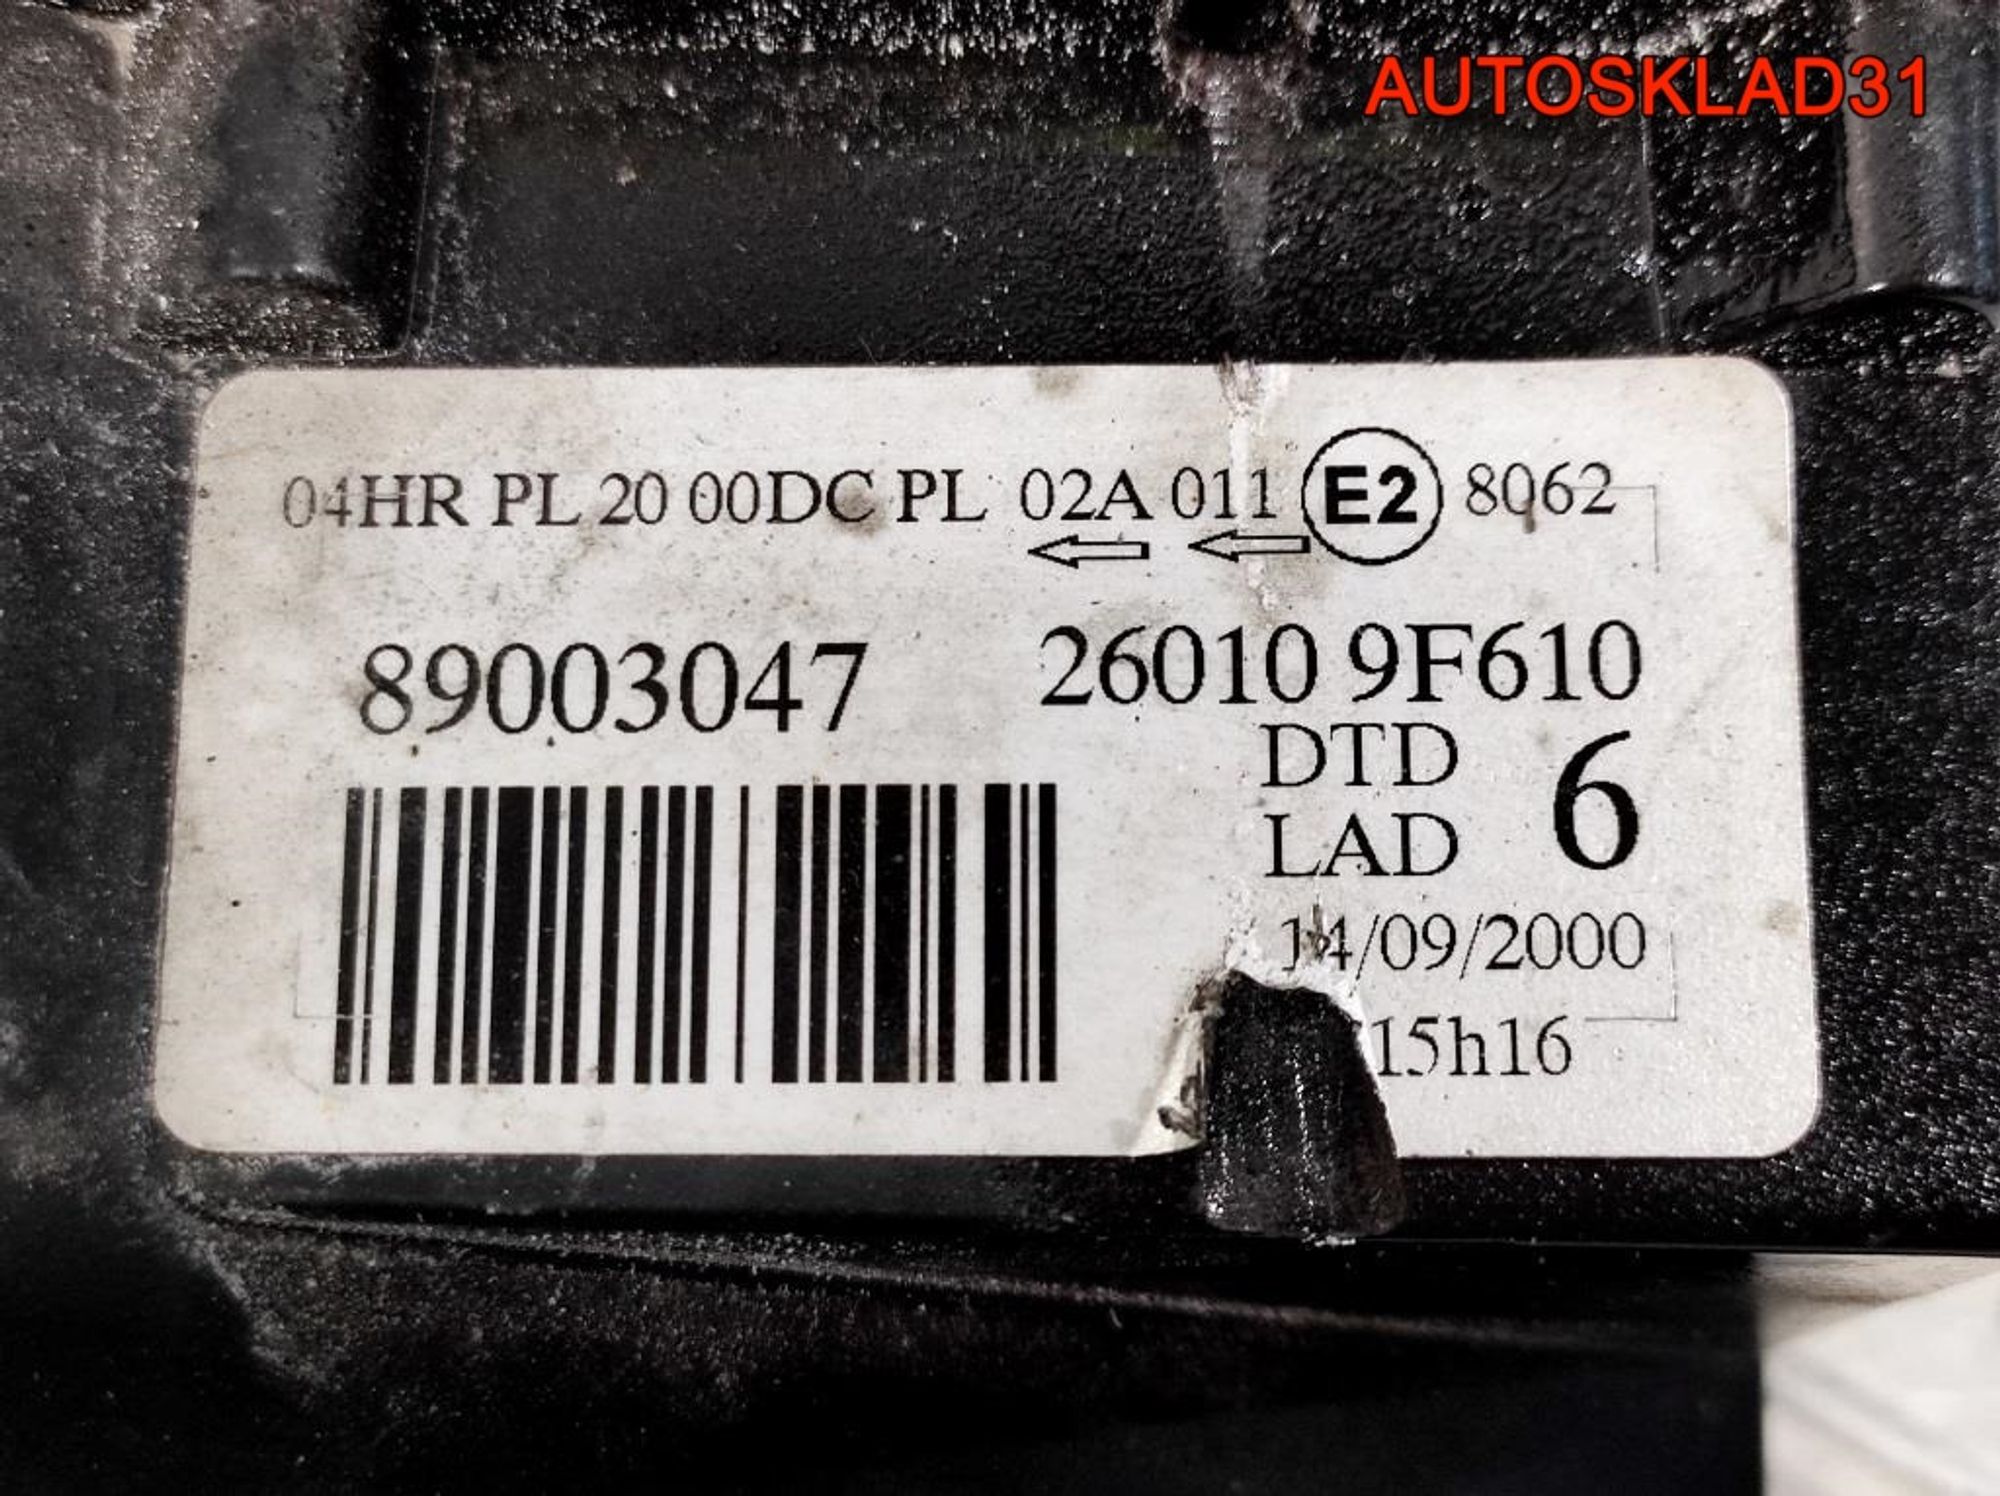 AUTOSKLAD31
04HR PL 20 00DC PL 02A 011 E2 8062
89003047 26010 9F610
DTD
LAD 6
14/09/2000
15h16